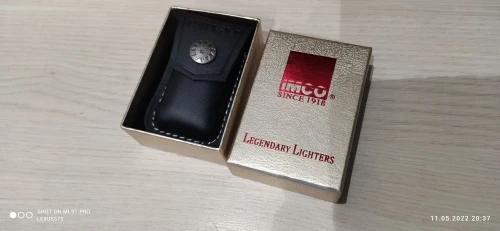 IMCO®
SINCE 1918
LEGENDARY LIGHTERS
SHOT ON MI 9T PRO
11.05.2022 20:37